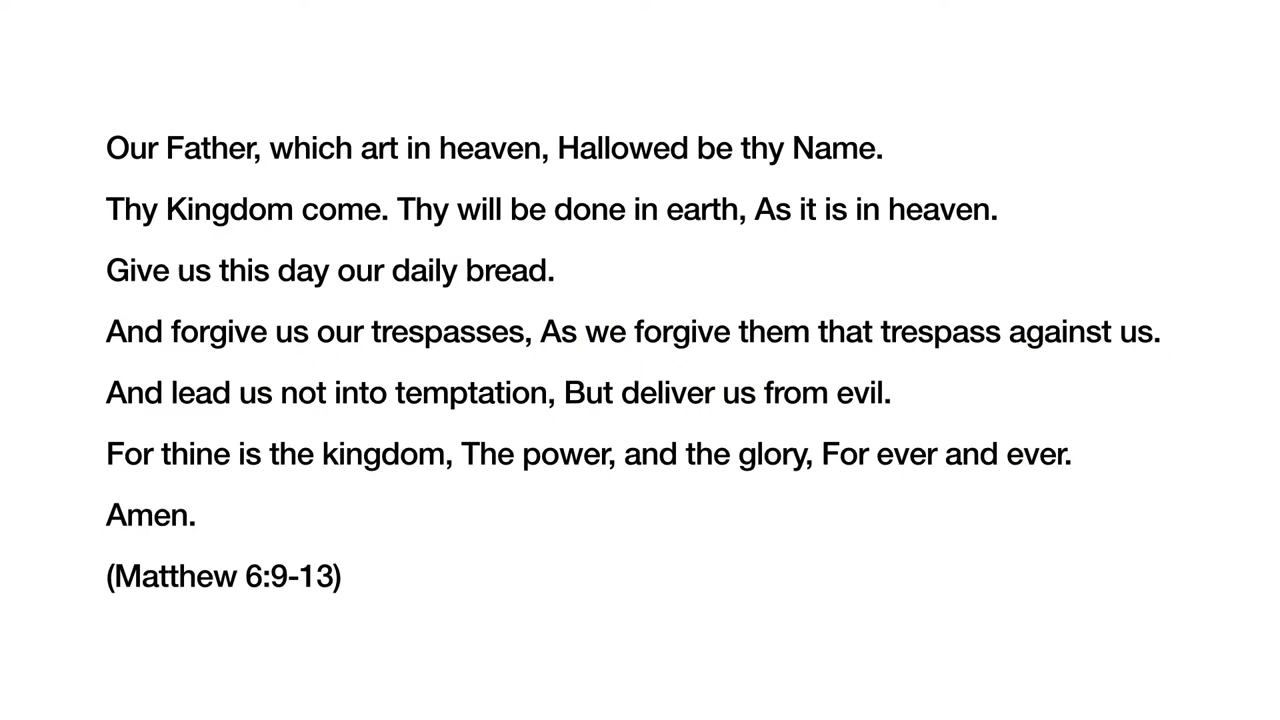 Our Father, which art in heaven, Hallowed be thy Name.
Thy Kingdom come. Thy will be done in earth, As it is in heaven.
Give us this day our daily bread.
And forgive us our trespasses, As we forgive them that trespass against us.
And lead us not into temptation, But deliver us from evil.
For thine is the kingdom, The power, and the glory, For ever and ever.
Amen.
(Matthew 6:9-13)